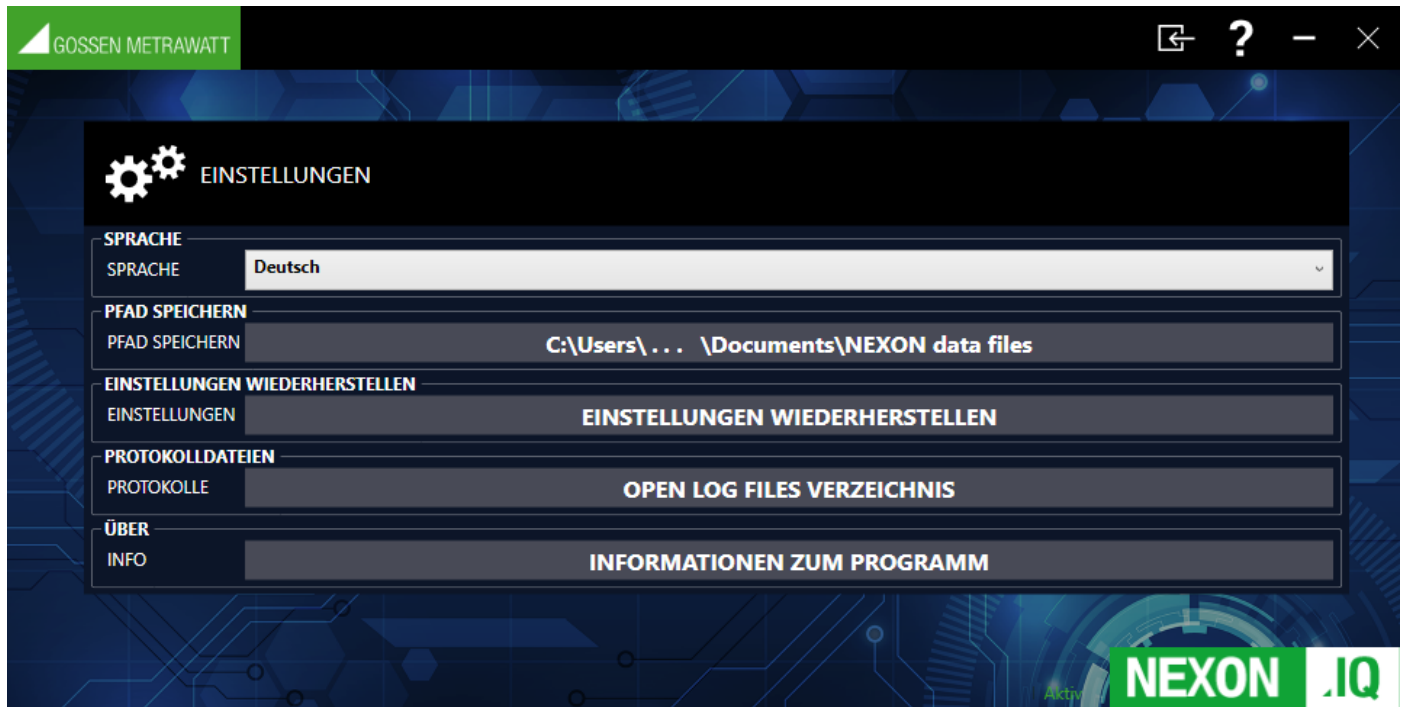 GOSSEN METRAWATT
?
EINSTELLUNGEN
SPRACHE
SPRACHE Deutsch
PFAD SPEICHERN
PFAD SPEICHERN C:\Users\... \Documents\NEXON data files
EINSTELLUNGEN WIEDERHERSTELLEN
EINSTELLUNGEN EINSTELLUNGEN WIEDERHERSTELLEN
PROTOKOLLDATEIEN
PROTOKOLLE OPEN LOG FILES VERZEICHNIS
ÜBER
INFO INFORMATIONEN ZUM PROGRAMM
NEXON .IQ